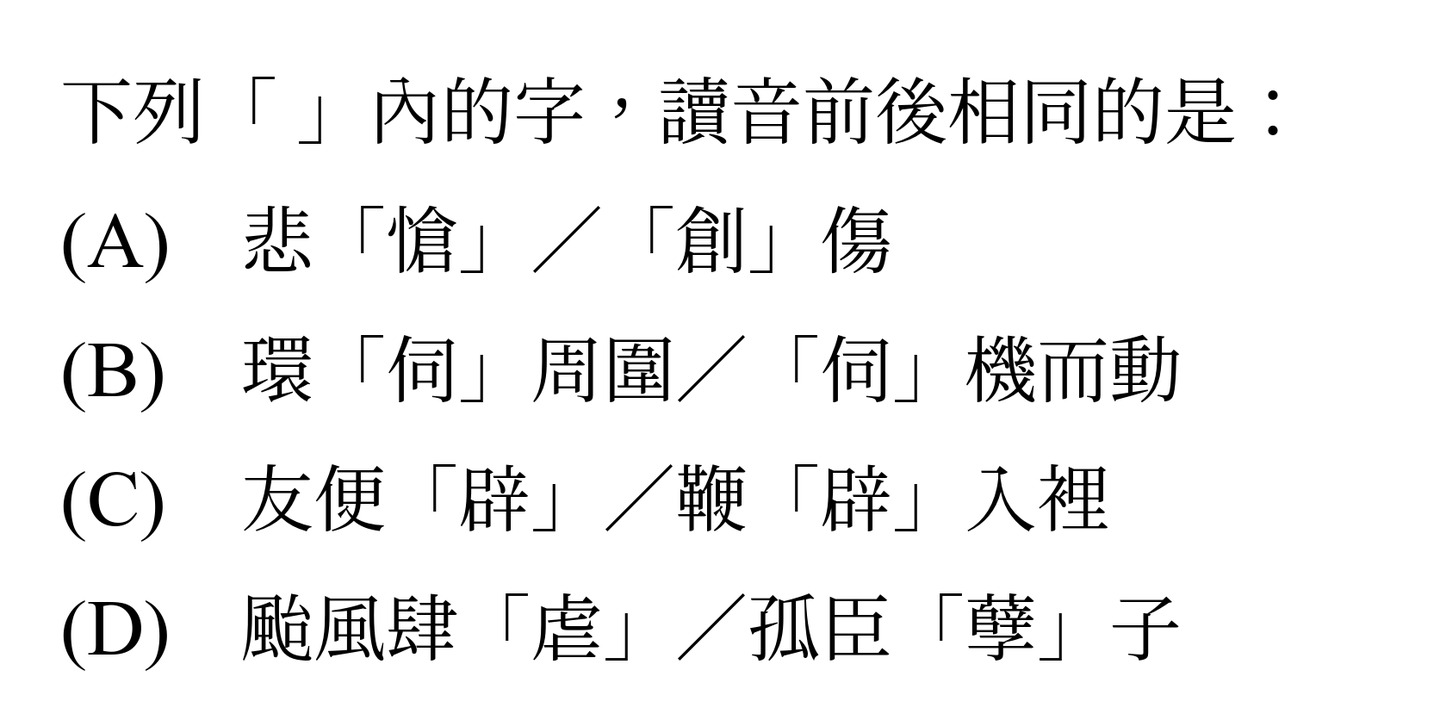 下列「 」內的字，讀音前後相同的是：
(A) 悲「愴」／「創」傷
(B) 環「伺」周圍／「伺」機而動
(C) 友便「辟」／鞭「辟」入裡
(D) 颱風肆「虐」／孤臣「孽」子